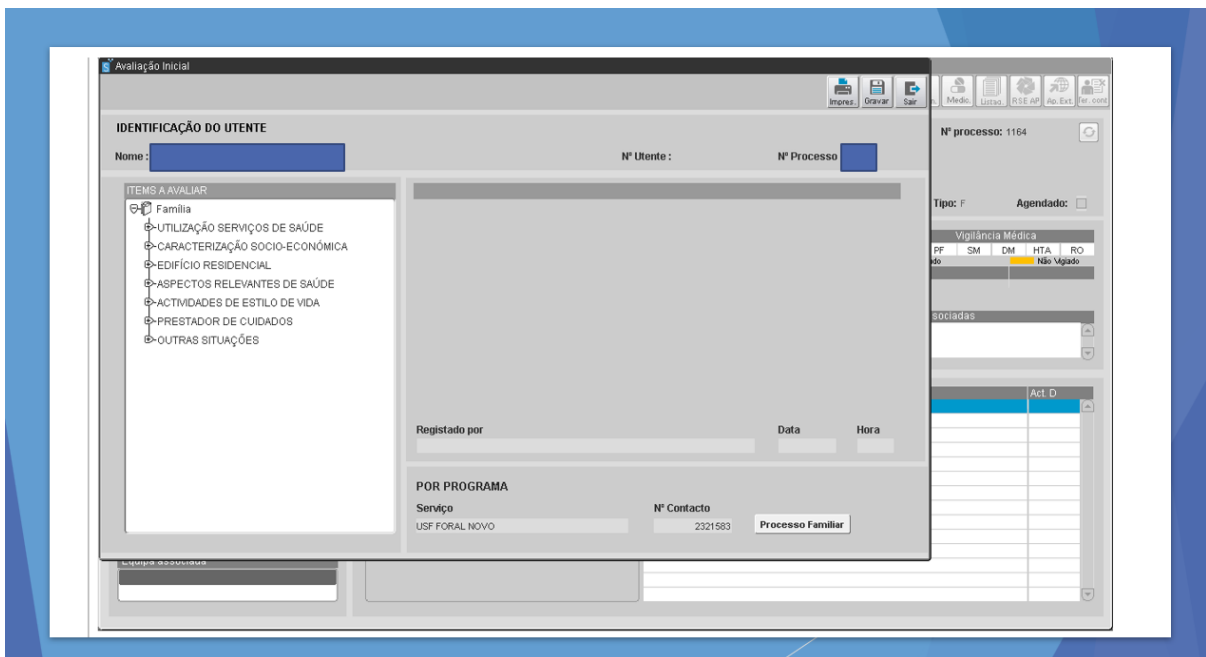 Avaliação Inicial
Impres. Gravar Sair
Medic. Listag. RSE AP Ap.Ext. Ter. cont
IDENTIFICAÇÃO DO UTENTE
Nº processo: 1164
Nome :
Nº Utente :
Nº Processo
ITEMS A AVALIAR
Família
UTILIZAÇÃO SERVIÇOS DE SAÚDE
CARACTERIZAÇÃO SOCIO-ECONÓMICA
EDIFÍCIO RESIDENCIAL
ASPECTOS RELEVANTES DE SAÚDE
ACTIVIDADES DE ESTILO DE VIDA
PRESTADOR DE CUIDADOS
OUTRAS SITUAÇÕES
Tipo: F Agendado:
Vigilância Médica
PF SM DM HTA RO
Não Vigiado
sociadas
Act. D
Registado por Data Hora
POR PROGRAMA
Serviço Nº Contacto
USF FORAL NOVO 2321583 Processo Familiar
Equipa associada